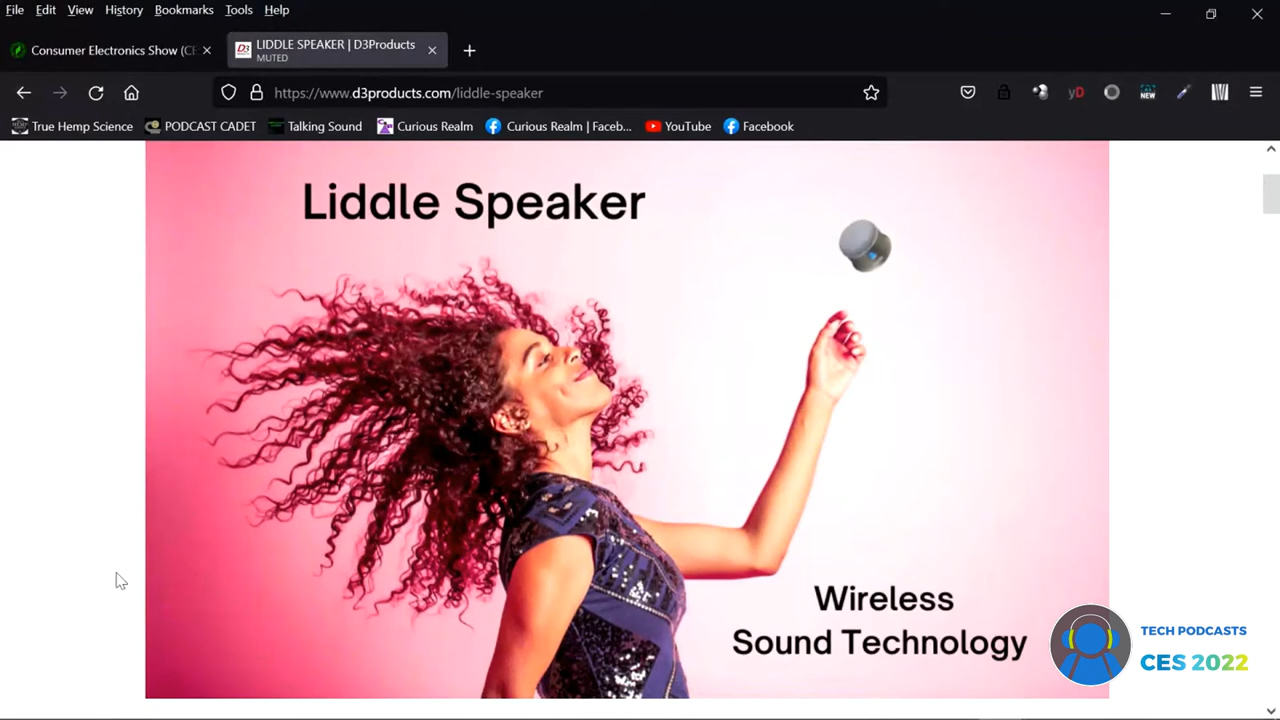 File Edit View History Bookmarks Tools Help
Consumer Electronics Show (CE
LIDDLE SPEAKER | D3Products
MUTED
https://www.d3products.com/liddle-speaker
yD
NEW
True Hemp Science PODCAST CADET Talking Sound Curious Realm Curious Realm | Faceb... YouTube Facebook
Liddle Speaker
Wireless
Sound Technology
TECH PODCASTS
CES 2022